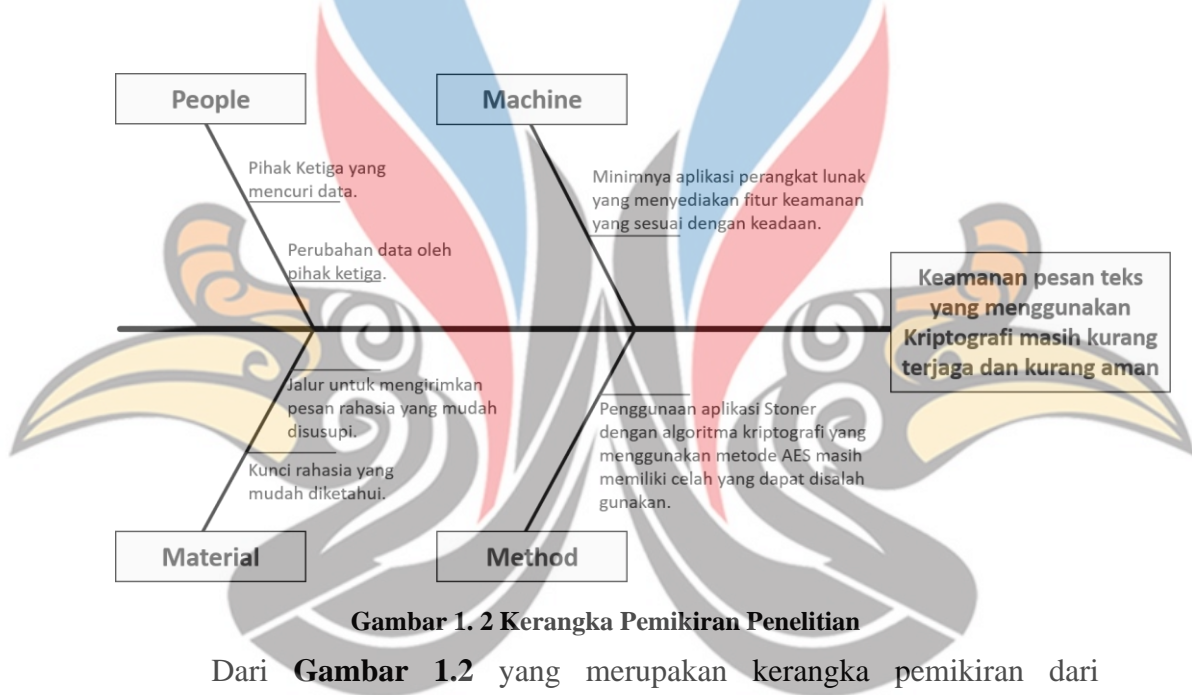 People
Machine
Pihak Ketiga yang
mencuri data.
Perubahan data oleh
pihak ketiga.
Minimnya aplikasi perangkat lunak
yang menyediakan fitur keamanan
yang sesuai dengan keadaan.
Keamanan pesan teks
yang menggunakan
Kriptografi masih kurang
terjaga dan kurang aman
Jalur untuk mengirimkan
pesan rahasia yang mudah
disusupi.
Kunci rahasia yang
mudah diketahui.
Penggunaan aplikasi Stoner
dengan algoritma kriptografi yang
menggunakan metode AES masih
memiliki celah yang dapat disalah
gunakan.
Material
Method
Gambar 1. 2 Kerangka Pemikiran Penelitian
Dari Gambar 1.2 yang merupakan kerangka pemikiran dari